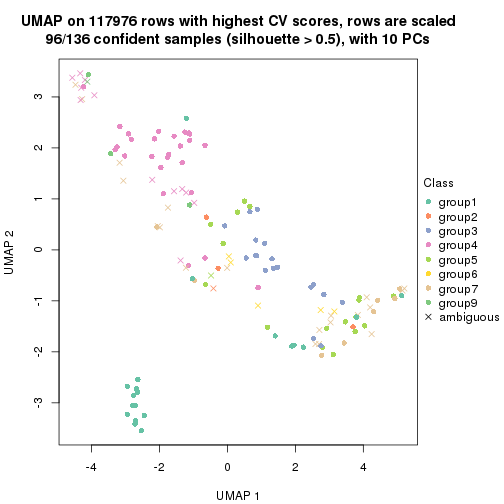 UMAP on 117976 rows with highest CV scores, rows are scaled
96/136 confident samples (silhouette > 0.5), with 10 PCs
3
2
1
0
-1
-2
-3
UMAP 2
-4
-2
0
2
4
UMAP 1
Class
group1
group2
group3
group4
group5
group6
group7
group9
ambiguous